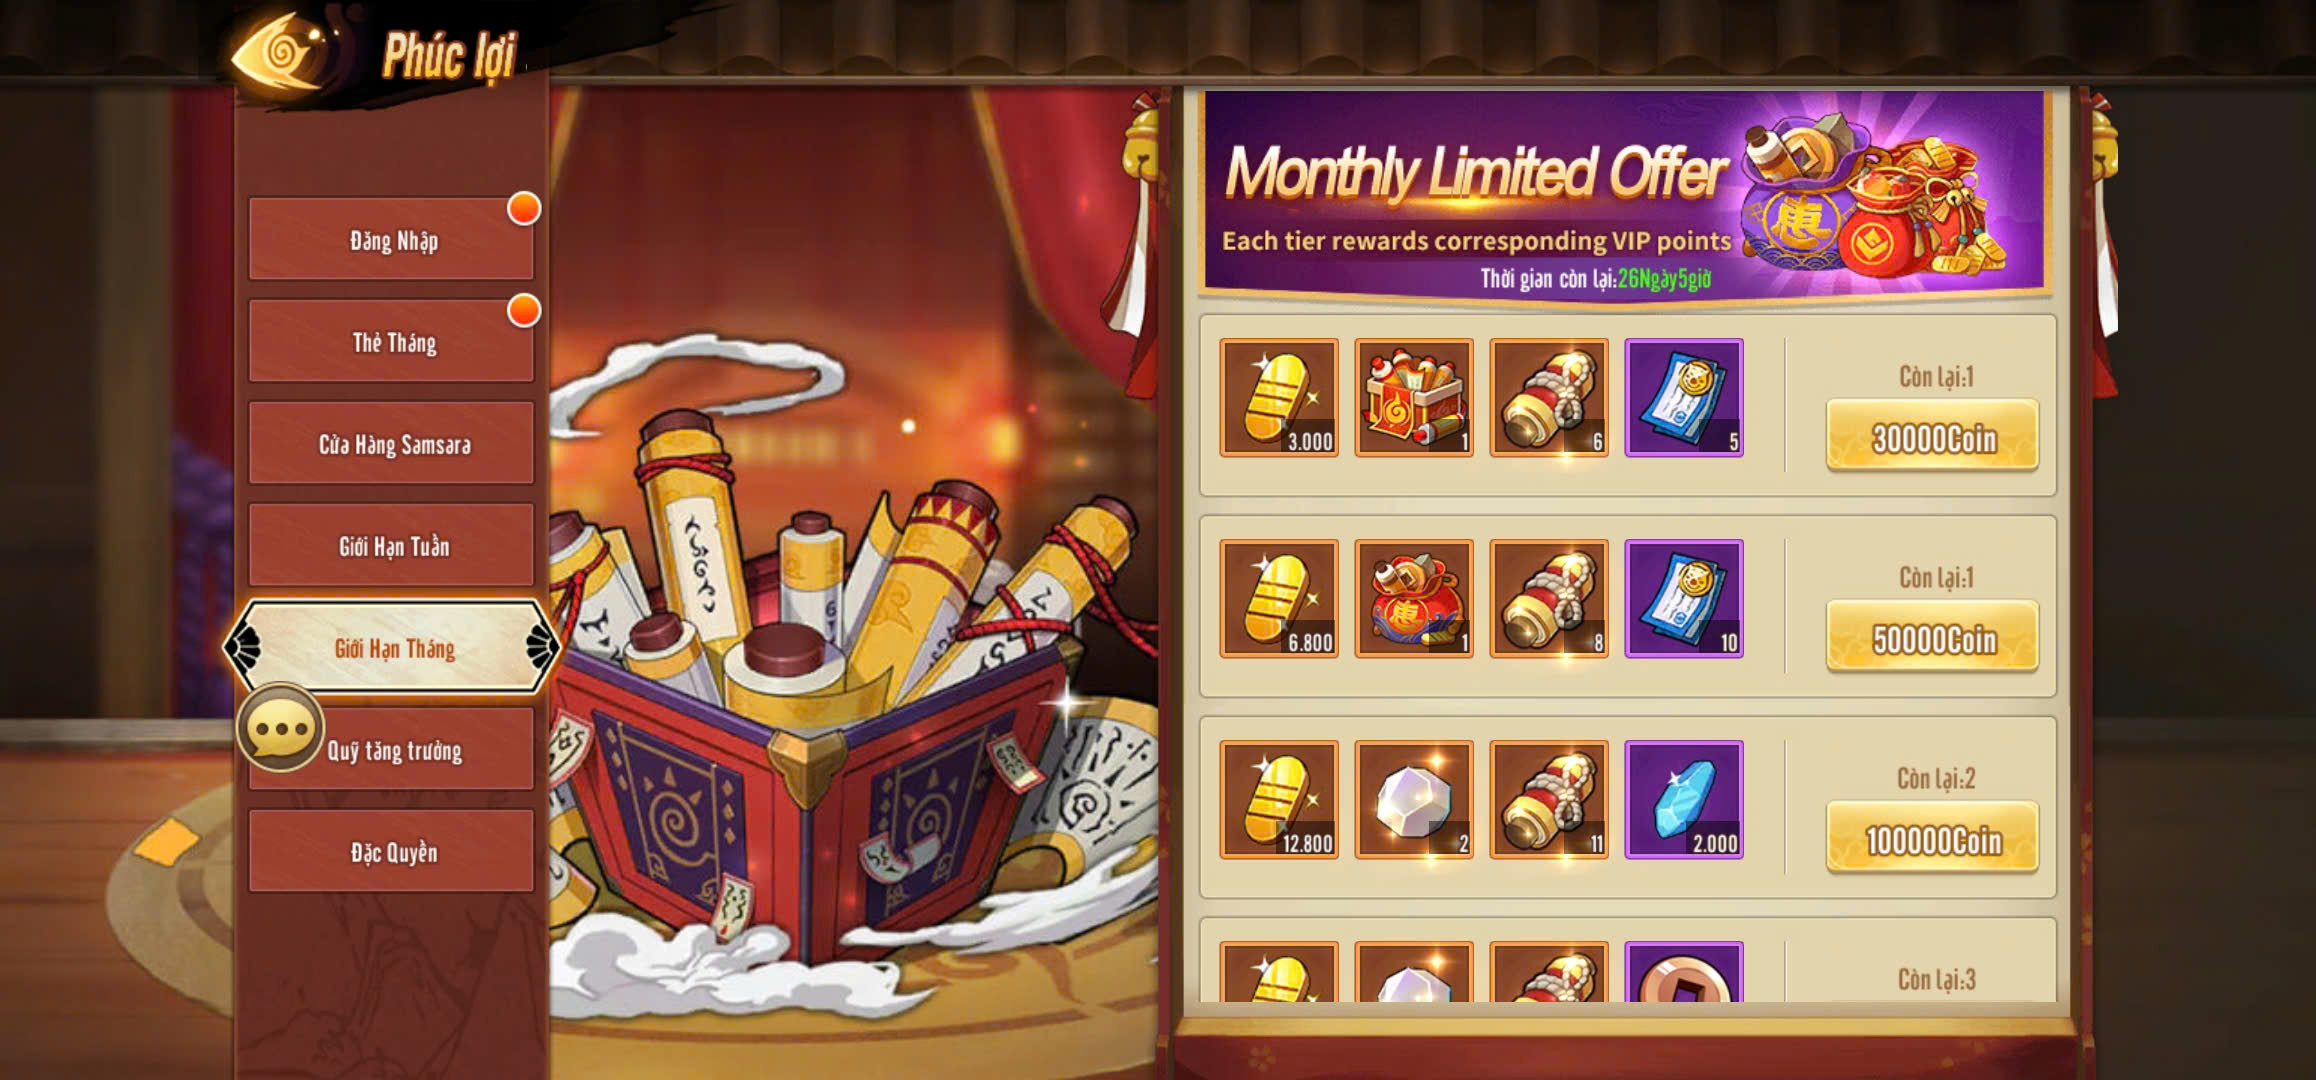 Phúc lợi
Đăng Nhập
Thẻ Tháng
Cửa Hàng Samsara
Giới Hạn Tuần
Giới Hạn Tháng
Quỹ tăng trưởng
Đặc Quyền
Monthly Limited Offer
Each tier rewards corresponding VIP points
Thời gian còn lại:26Ngày5giờ
3.000
1
6
5
Còn lại:1
30000Coin
6.800
1
8
10
Còn lại:1
50000Coin
12.800
2
11
2.000
Còn lại:2
100000Coin
Còn lại:3